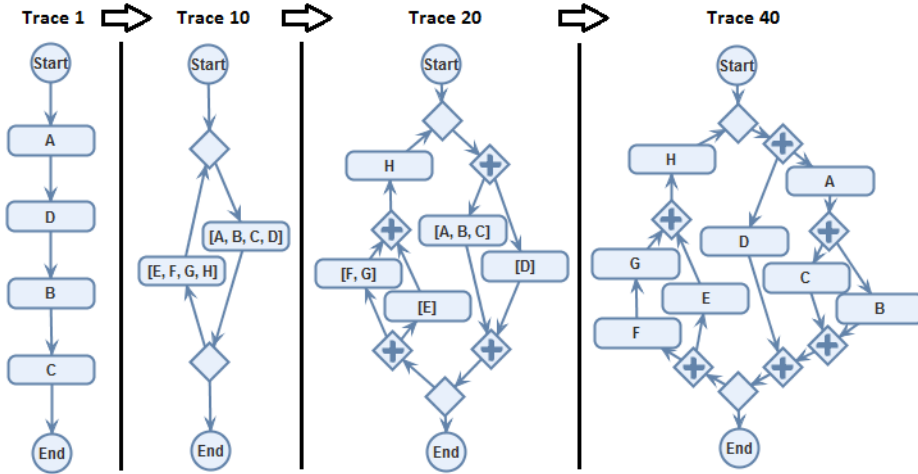 Trace 1
Trace 10
Trace 20
Trace 40
Start
A
D
B
C
End
Start
[A, B, C, D]
[E, F, G, H]
End
Start
H
[A, B, C]
[D]
[F, G]
[E]
End
Start
H
A
D
G
C
E
B
F
End